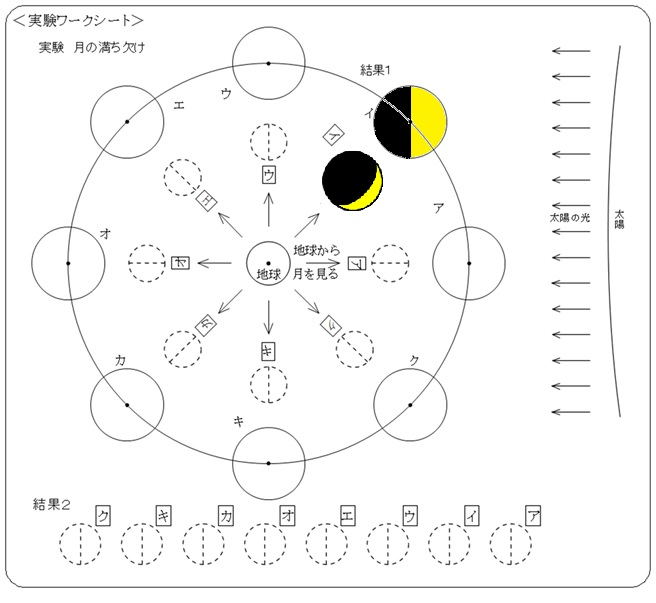 ＜実験ワークシート＞
実験　月の満ち欠け
結果1
ウ
エ
イ
イ
ウ
エ
ア
オ
太陽の光
太陽
地球から
月を見る
地球
オ
ア
カ
ク
キ
カ
ク
キ
結果2
ク
キ
カ
オ
エ
ウ
イ
ア